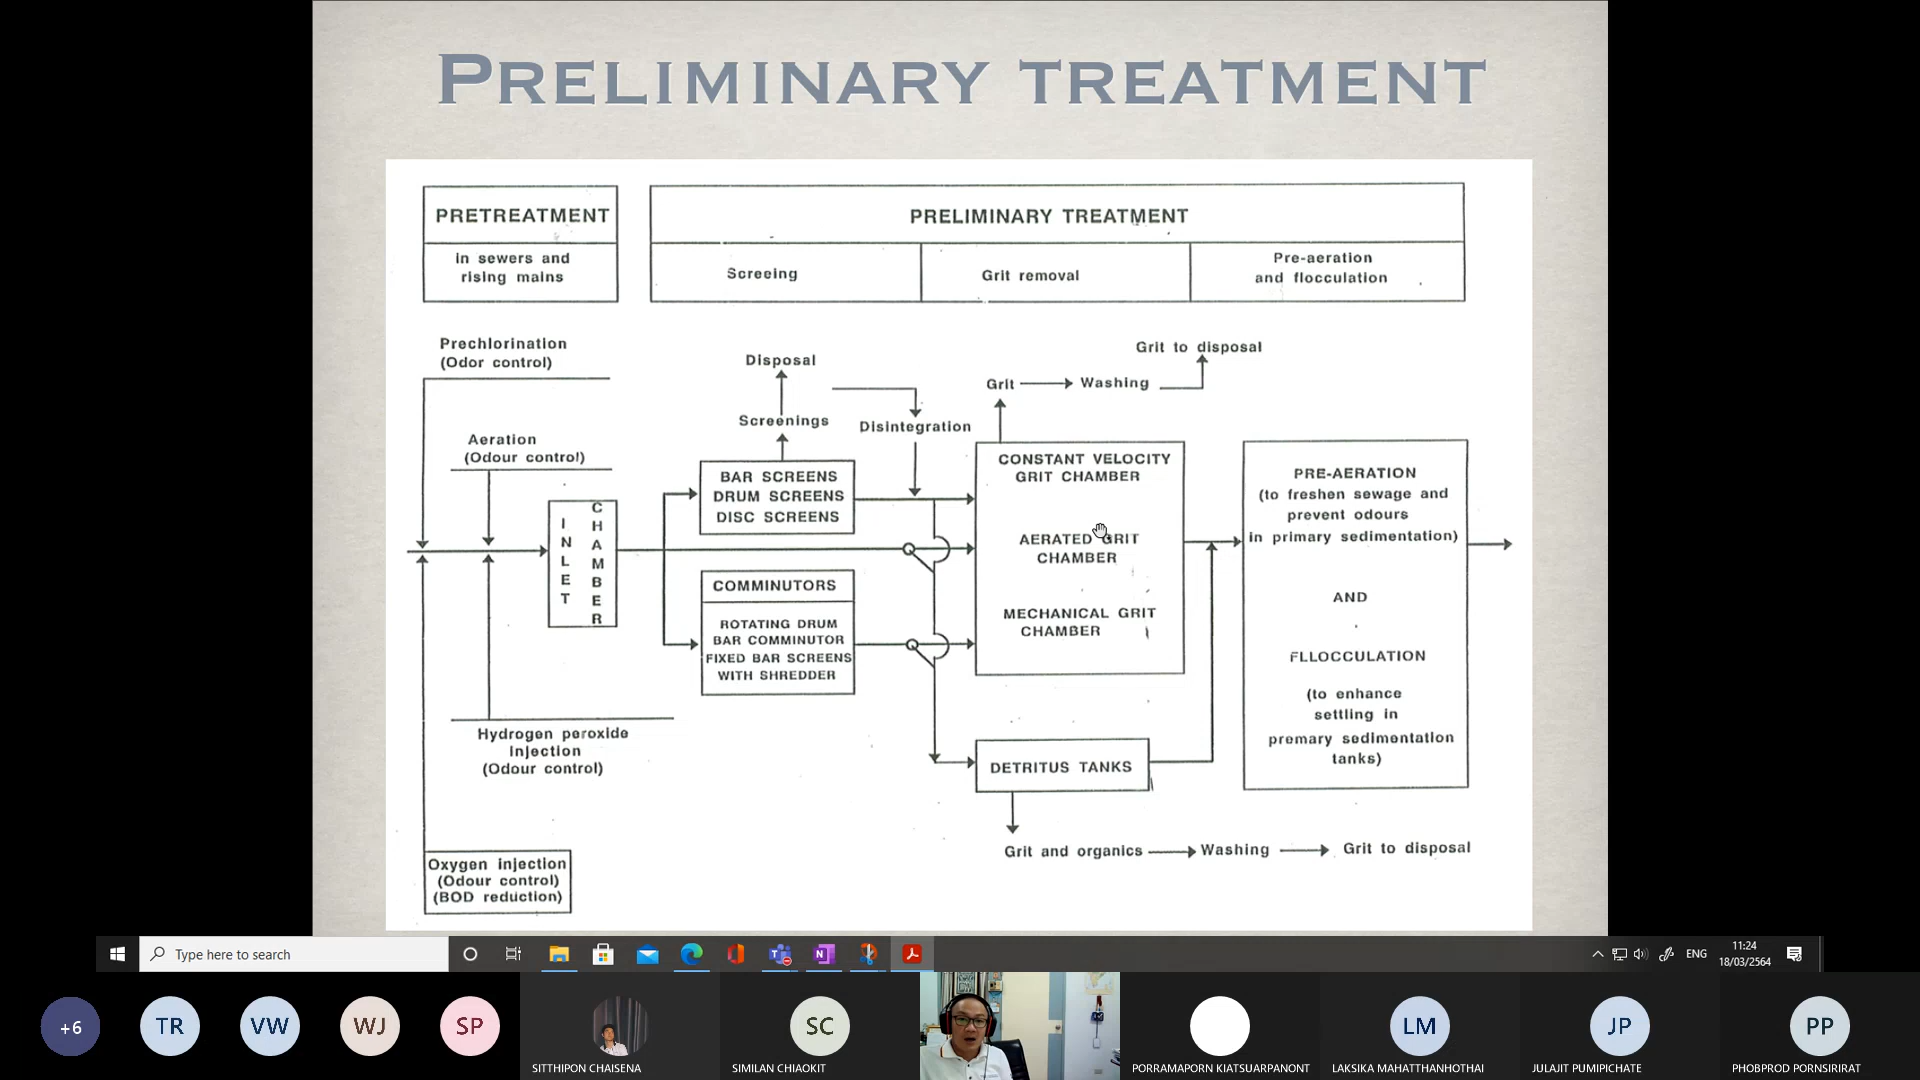 PRELIMINARY TREATMENT
PRETREATMENT
in sewers and
rising mains
PRELIMINARY TREATMENT
Screeing
Grit removal
Pre-aeration
and flocculation
Prechlorination
(Odor control)
Aeration
(Odour control)
INLET
CHAMBER
Hydrogen peroxide
Injection
(Odour control)
Oxygen injection
(Odour control)
(BOD reduction)
Disposal
Screenings
Disintegration
BAR SCREENS
DRUM SCREENS
DISC SCREENS
COMMINUTORS
ROTATING DRUM
BAR COMMINUTOR
FIXED BAR SCREENS
WITH SHREDDER
Grit to disposal
Grit
Washing
CONSTANT VELOCITY
GRIT CHAMBER
AERATED GRIT
CHAMBER
MECHANICAL GRIT
CHAMBER
DETRITUS TANKS
Grit and organics
Washing
Grit to disposal
PRE-AERATION
(to freshen sewage and
prevent odours
in primary sedimentation)
AND
FLLOCCULATION
(to enhance
settling in
premary sedimentation
tanks)
Type here to search
ENG
11:24
18/03/2564
+6
TR
VW
WJ
SP
SITTHIPON CHAISENA
SC
SIMILAN CHIAOKIT
PORRAMAPORN KIATSUARPANONT
LM
LAKSIKA MAHATTHANHOTHAI
JP
JULAJIT PUMIPICHATE
PP
PHOBPROD PORNSIRIRAT